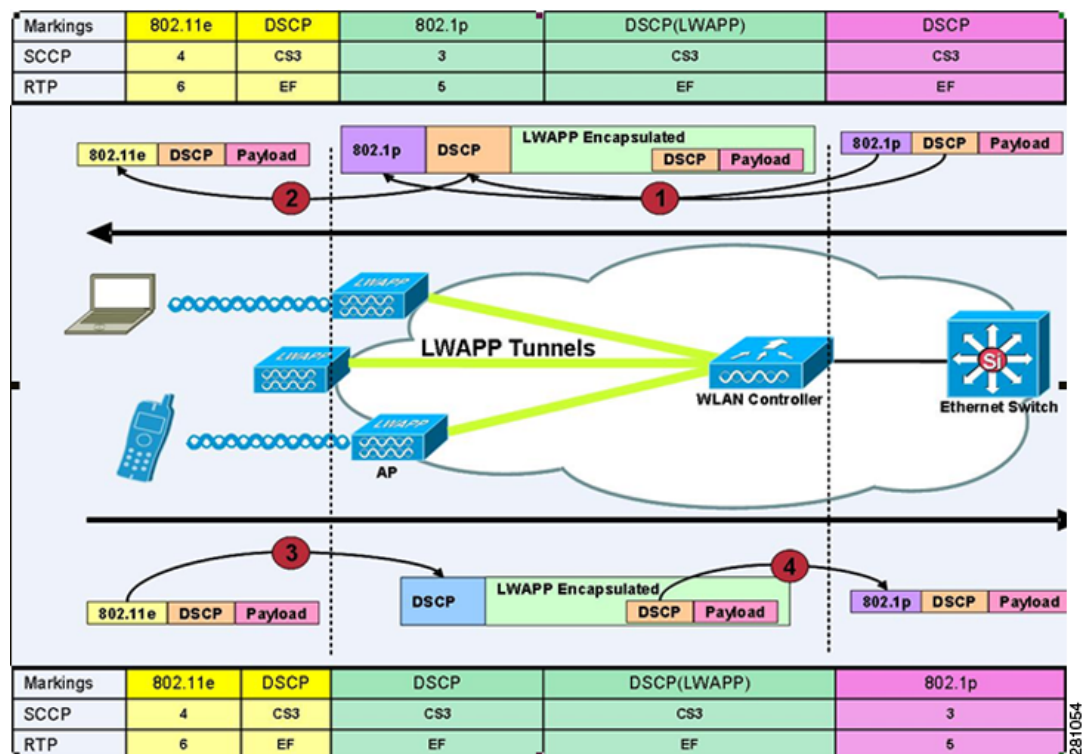 Markings 802.11e DSCP 802.1p DSCP(LWAPP) DSCP
SCCP 4 CS3 3 CS3 CS3
RTP 6 EF 5 EF EF
802.11e DSCP Payload
802.1p DSCP LWAPP Encapsulated
DSCP Payload
802.1p DSCP Payload
2
1
LWAPP
LWAPP
LWAPP
LWAPP Tunnels
WLAN Controller
Si
Ethernet Switch
AP
3
4
802.11e DSCP Payload
DSCP LWAPP Encapsulated
DSCP Payload
802.1p DSCP Payload
Markings 802.11e DSCP DSCP DSCP(LWAPP) 802.1p
SCCP 4 CS3 CS3 CS3 3
RTP 6 EF EF EF 5
281054